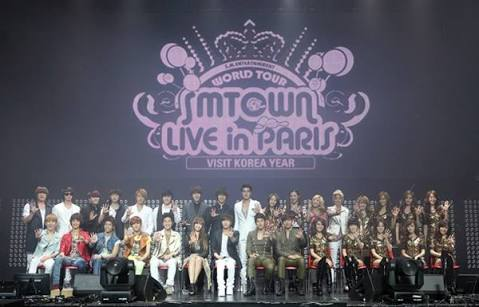 S.M. ENTERTAINMENT
WORLD TOUR
SMTOWN
LIVE in PARIS
VISIT KOREA YEAR